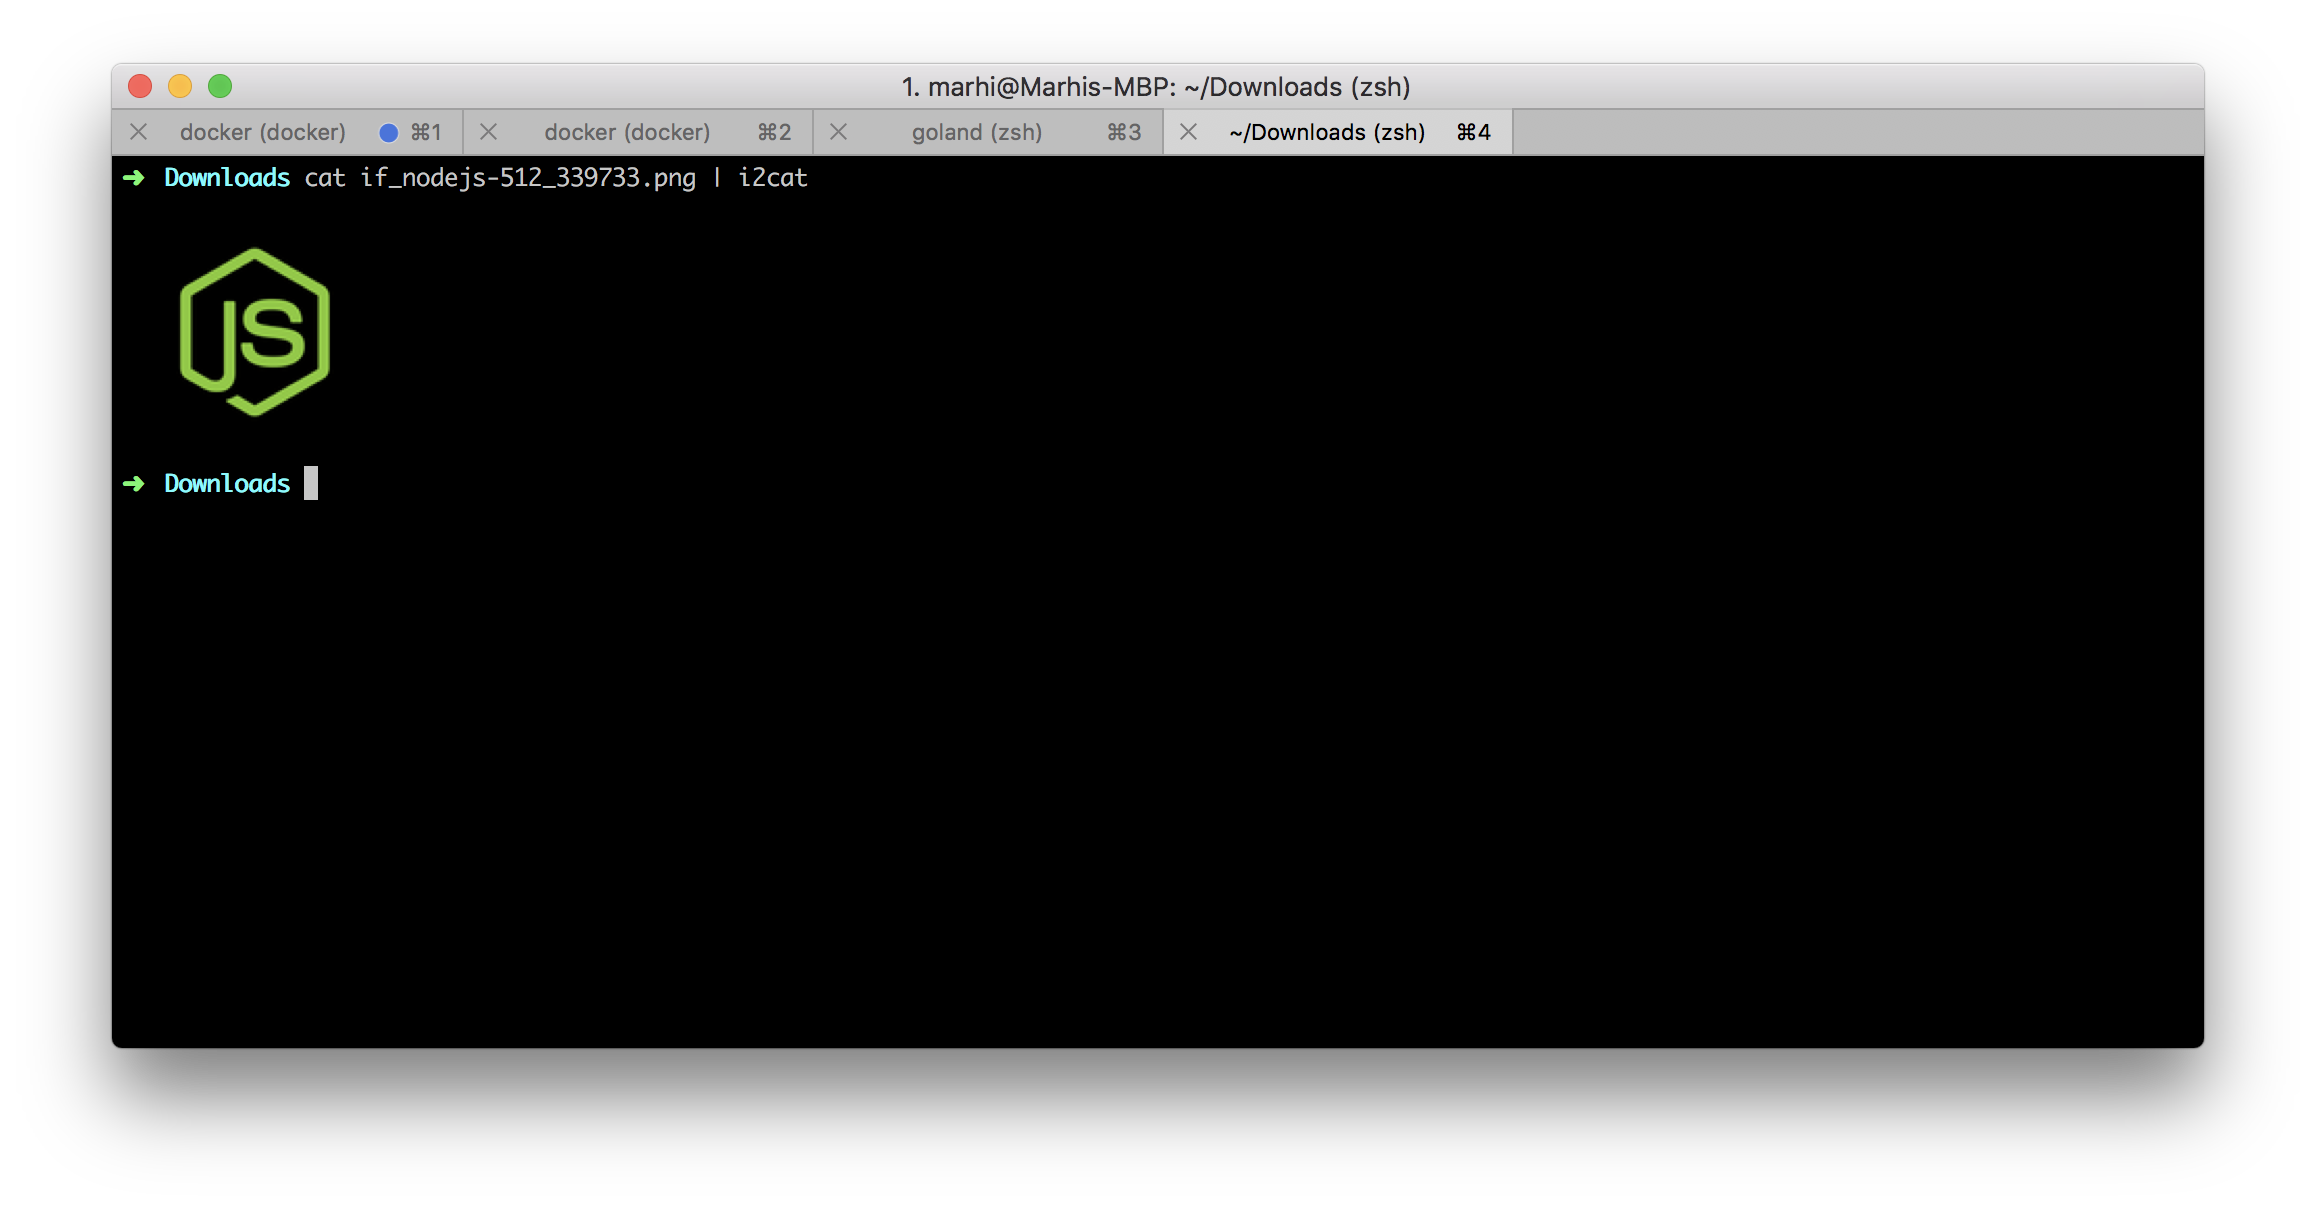 1. marhi@Marhis-MBP: ~/Downloads (zsh)
docker (docker) ⌘1 docker (docker) ⌘2 goland (zsh) ⌘3 ~/Downloads (zsh) ⌘4
➜ Downloads cat if_nodejs-512_339733.png | i2cat
JS
➜ Downloads